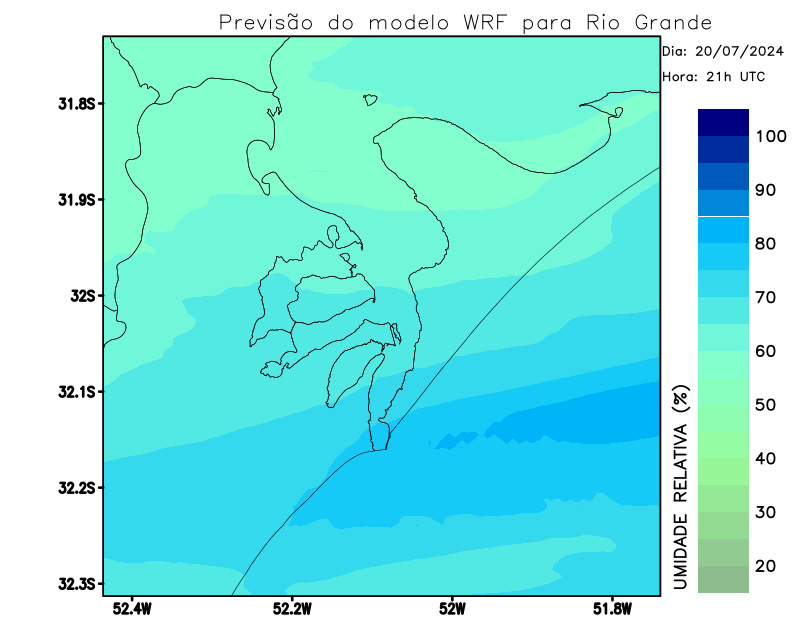 Previsão do modelo WRF para Rio Grande
Dia: 20/07/2024
Hora: 21h UTC
31.8S
31.9S
32S
32.1S
32.2S
32.3S
52.4W
52.2W
52W
51.8W
100
90
80
70
60
50
40
30
20
UMIDADE RELATIVA (%)